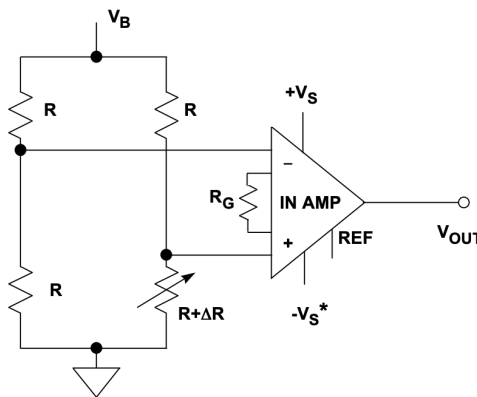 V_B
R
R
+V_S
−
R_G
IN AMP
+
REF
V_OUT
R
R+ΔR
-V_S*